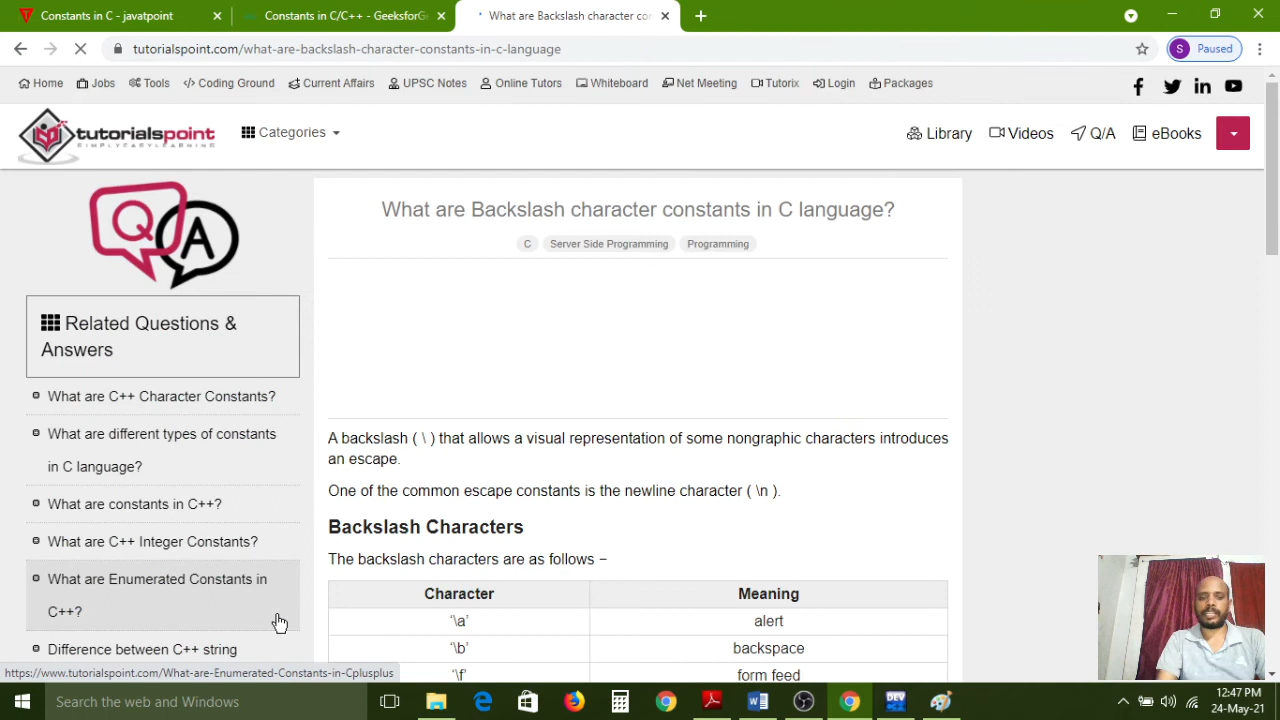 Constants in C - javatpoint
Constants in C/C++ - GeeksforG
What are Backslash character co
tutorialspoint.com/what-are-backslash-character-constants-in-c-language
S Paused
Home Jobs Tools Coding Ground Current Affairs UPSC Notes Online Tutors Whiteboard Net Meeting Tutorix Login Packages
tutorialspoint
SIMPLYEASYLEARNING
Categories
Library Videos Q/A eBooks
Q A
Related Questions &
Answers
What are C++ Character Constants?
What are different types of constants
in C language?
What are constants in C++?
What are C++ Integer Constants?
What are Enumerated Constants in
C++?
Difference between C++ string
https://www.tutorialspoint.com/What-are-Enumerated-Constants-in-Cplusplus
What are Backslash character constants in C language?
C Server Side Programming Programming
A backslash ( \ ) that allows a visual representation of some nongraphic characters introduces
an escape.
One of the common escape constants is the newline character ( \n ).
Backslash Characters
The backslash characters are as follows −
Character Meaning
‘\a’ alert
‘\b’ backspace
‘\f’ form feed
Search the web and Windows
DEV
12:47 PM
24-May-21